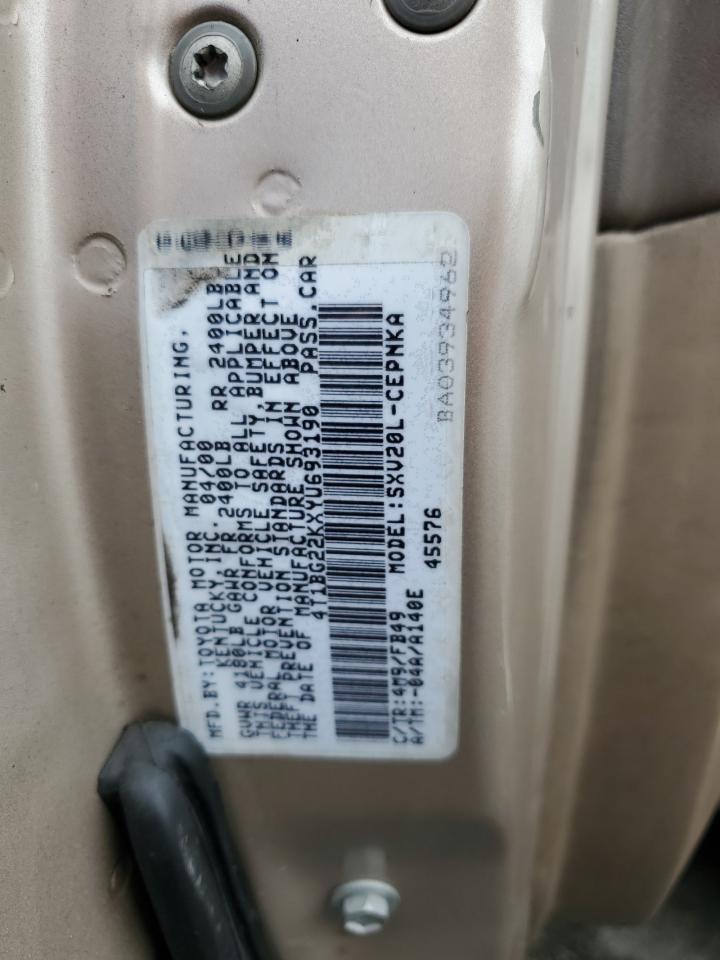 MFD.BY:TOYOTA MOTOR MANUFACTURING,
KENTUCKY,INC. 04/00
GVWR 4180LB GAWR FR 2400LB RR 2400LB
THIS VEHICLE CONFORMS TO ALL APPLICABLE
FEDERAL MOTOR VEHICLE SAFETY,BUMPER AND
THEFT PREVENTION STANDARDS IN EFFECT ON
THE DATE OF MANUFACTURE SHOWN ABOVE
4T1BG22KXYU693190 PASS.CAR
C/TR:4M9/FB49 MODEL:SXV20L-CEPNKA
A/TM:-04A/A140E 45576
BA03934962